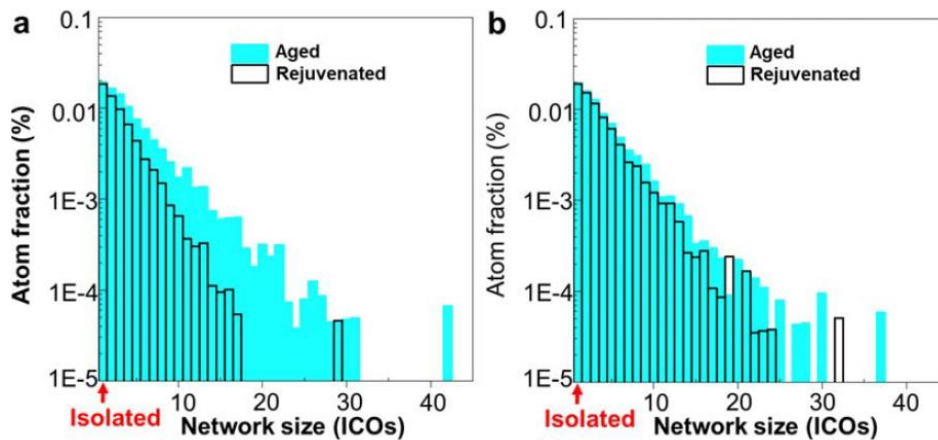 a
0.1
0.01
1E-3
1E-4
1E-5
Atom fraction (%)
Aged
Rejuvenated
10
20
30
40
Isolated
Network size (ICOs)
b
0.1
0.01
1E-3
1E-4
1E-5
Atom fraction (%)
Aged
Rejuvenated
10
20
30
40
Isolated
Network size (ICOs)